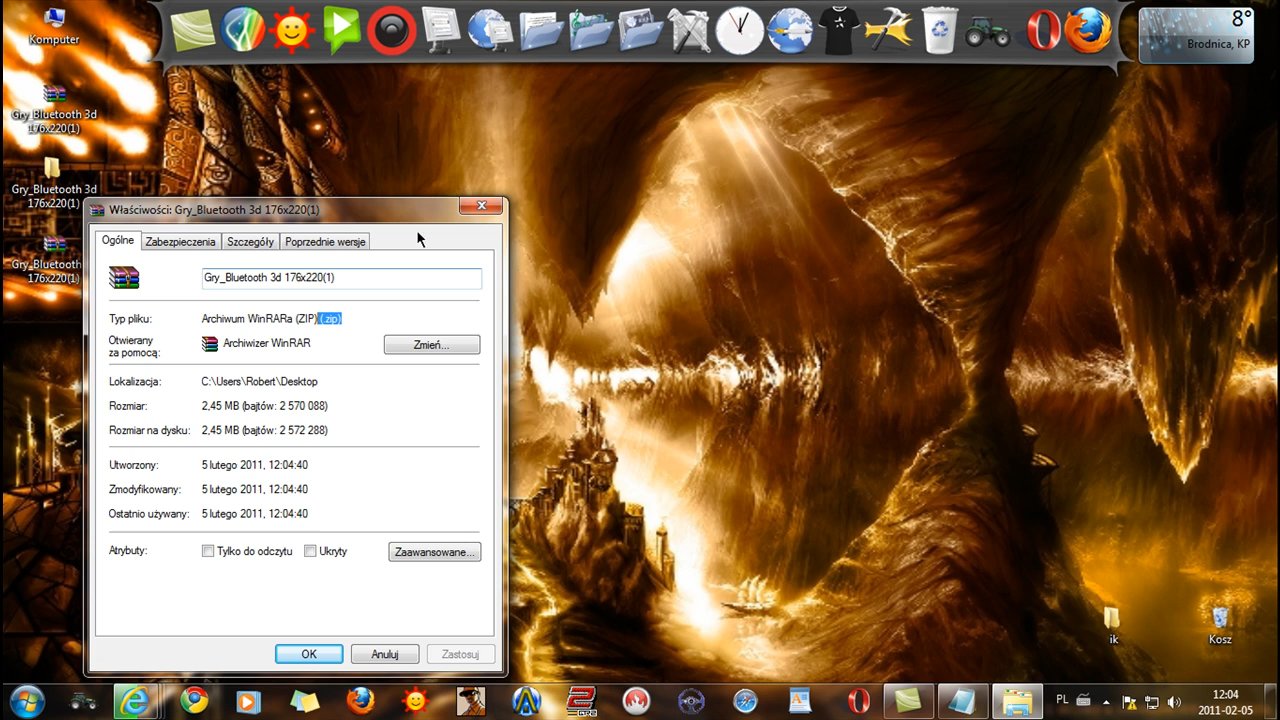 Komputer
8°
Brodnica, KP
Gry_Bluetooth 3d
176x220(1)
Gry_Bluetooth 3d
176x220(1)
Gry_Bluetooth
176x220(1)
Właściwości: Gry_Bluetooth 3d 176x220(1)
Ogólne
Zabezpieczenia
Szczegóły
Poprzednie wersje
Gry_Bluetooth 3d 176x220(1)
Typ pliku:
Archiwum WinRARa (ZIP) (.zip)
Otwierany
za pomocą:
Archiwizer WinRAR
Zmień...
Lokalizacja:
C:\Users\Robert\Desktop
Rozmiar:
2,45 MB (bajtów: 2 570 088)
Rozmiar na dysku:
2,45 MB (bajtów: 2 572 288)
Utworzony:
5 lutego 2011, 12:04:40
Zmodyfikowany:
5 lutego 2011, 12:04:40
Ostatnio używany:
5 lutego 2011, 12:04:40
Atrybuty:
Tylko do odczytu
Ukryty
Zaawansowane...
OK
Anuluj
Zastosuj
ik
Kosz
PL
12:04
2011-02-05